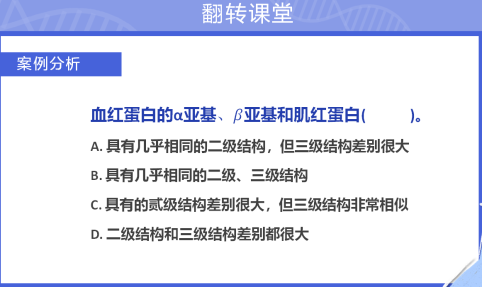 翻转课堂
案例分析
血红蛋白的α亚基、β亚基和肌红蛋白( )。
A. 具有几乎相同的二级结构，但三级结构差别很大
B. 具有几乎相同的二级、三级结构
C. 具有的贰级结构差别很大，但三级结构非常相似
D. 二级结构和三级结构差别都很大